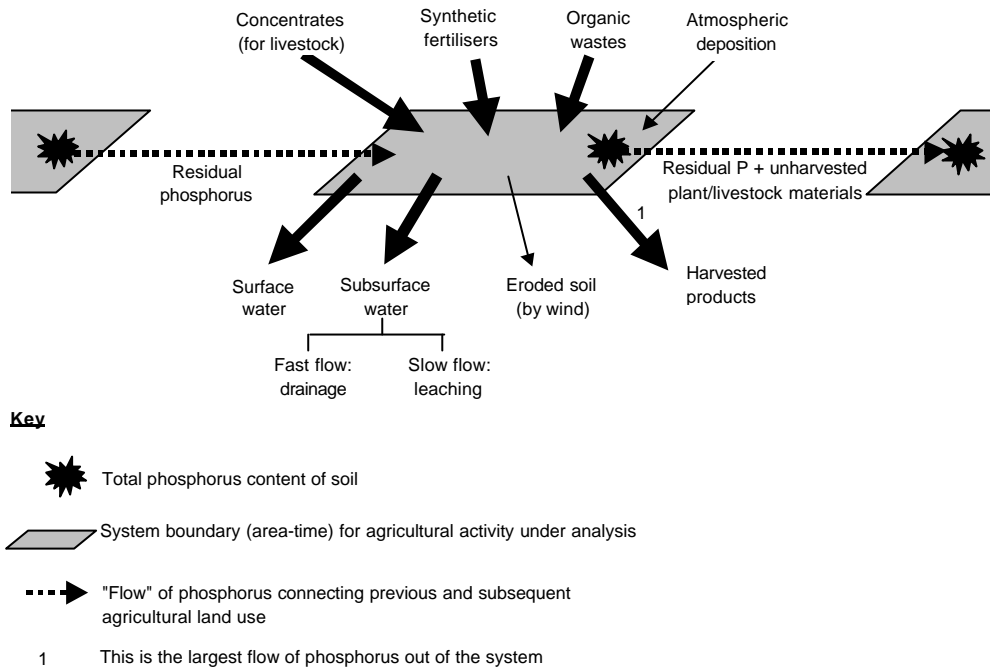 Concentrates
(for livestock)
Synthetic
fertilisers
Organic
wastes
Atmospheric
deposition
Residual
phosphorus
Residual P + unharvested
plant/livestock materials
1
Surface
water
Subsurface
water
Eroded soil
(by wind)
Harvested
products
Fast flow:
drainage
Slow flow:
leaching
Key
Total phosphorus content of soil
System boundary (area-time) for agricultural activity under analysis
"Flow" of phosphorus connecting previous and subsequent
agricultural land use
1 This is the largest flow of phosphorus out of the system